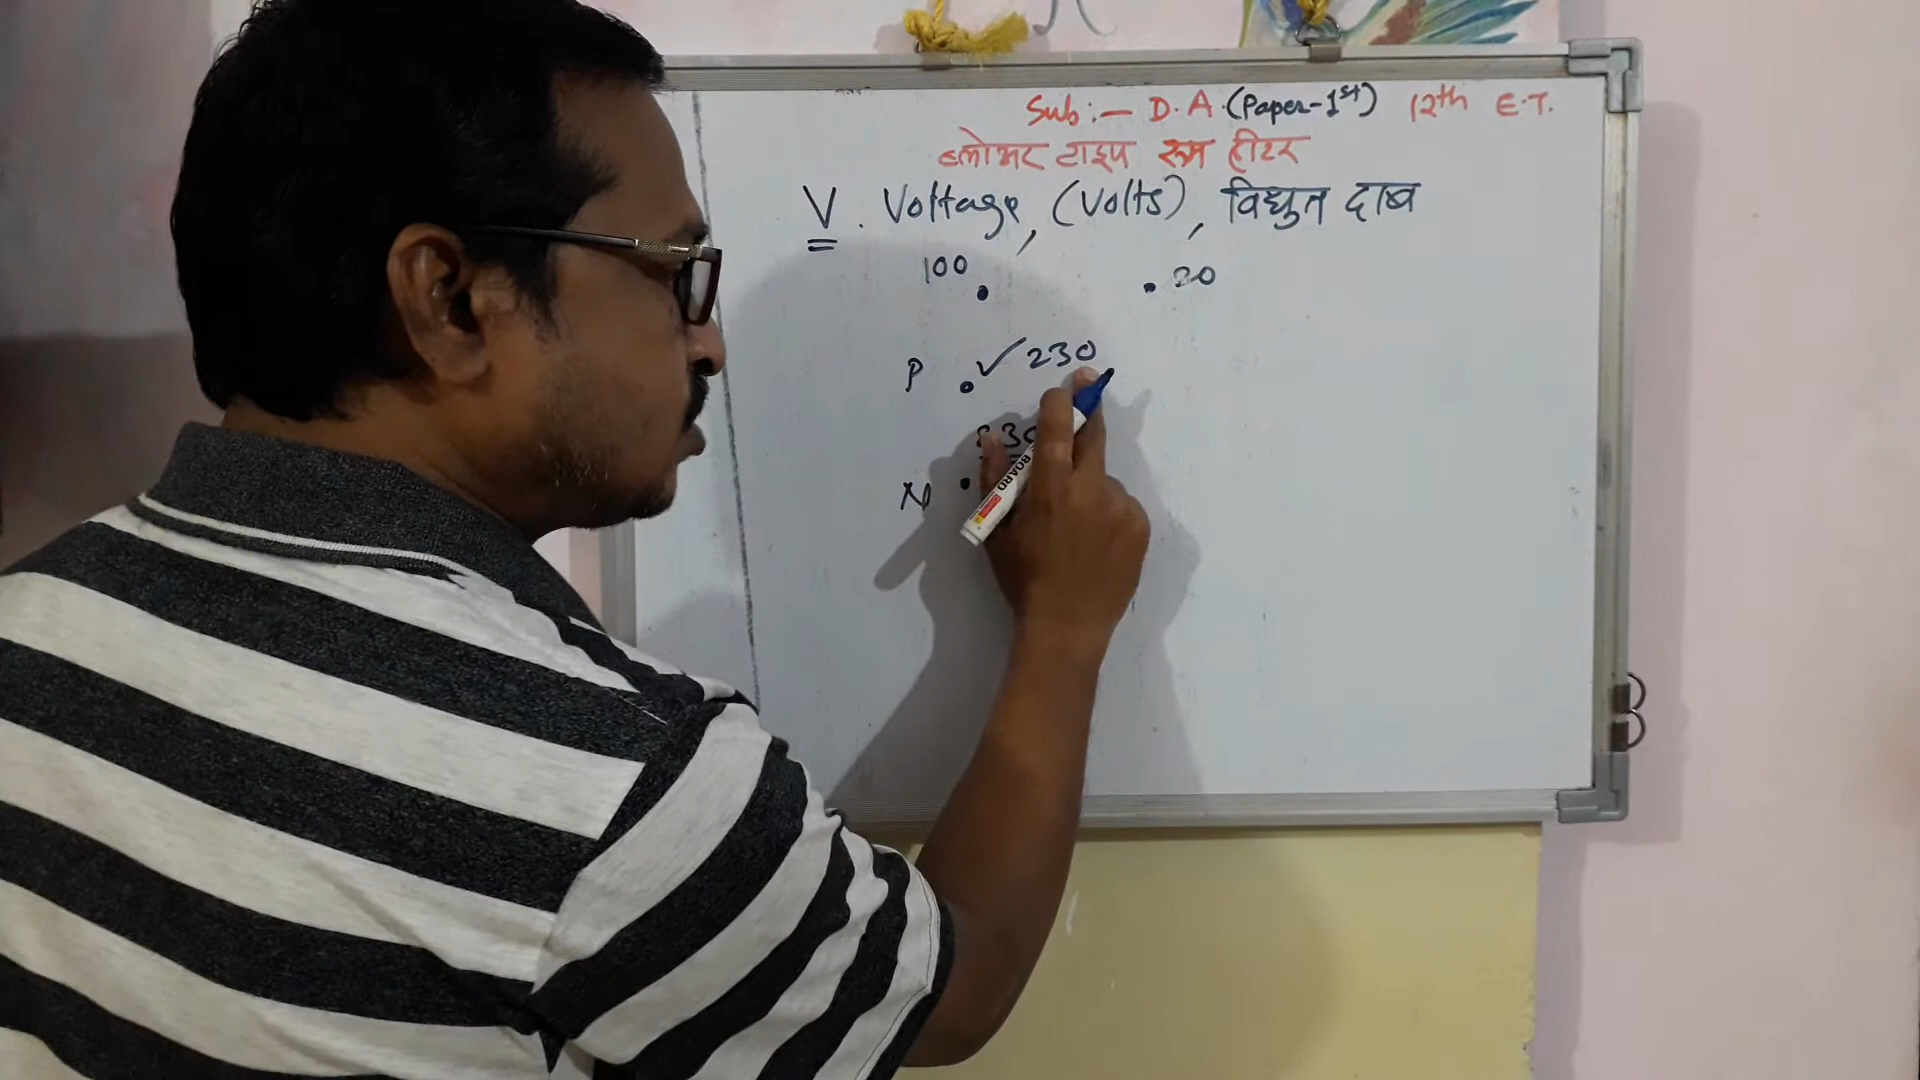 Sub:- D.A.(Paper-1st) 12th E.T.
ब्लोअर टाइप रूम हीटर
V. Voltage, (Volts), विधुत दाब
100 . . 20
P . ✓ 230
N .
BOARD